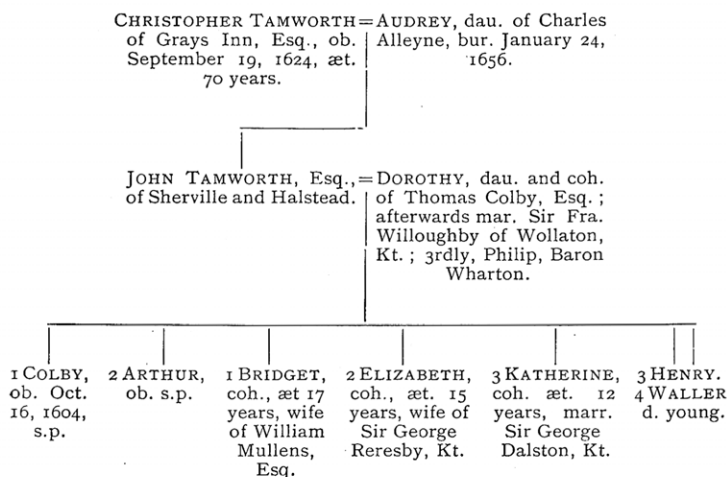 CHRISTOPHER TAMWORTH = AUDREY, dau. of Charles
of Grays Inn, Esq., ob. Alleyne, bur. January 24,
September 19, 1624, æt. 1656.
70 years.
JOHN TAMWORTH, Esq., = DOROTHY, dau. and coh.
of Sherville and Halstead. of Thomas Colby, Esq. ;
afterwards mar. Sir Fra.
Willoughby of Wollaton,
Kt. ; 3rdly, Philip, Baron
Wharton.
1 COLBY,
ob. Oct.
16, 1604,
s.p.
2 ARTHUR,
ob. s.p.
1 BRIDGET,
coh., æt 17
years, wife
of William
Mullens,
Esq.
2 ELIZABETH,
coh., æt. 15
years, wife of
Sir George
Reresby, Kt.
3 KATHERINE,
coh. æt. 12
years, marr.
Sir George
Dalston, Kt.
3 HENRY.
4 WALLER
d. young.